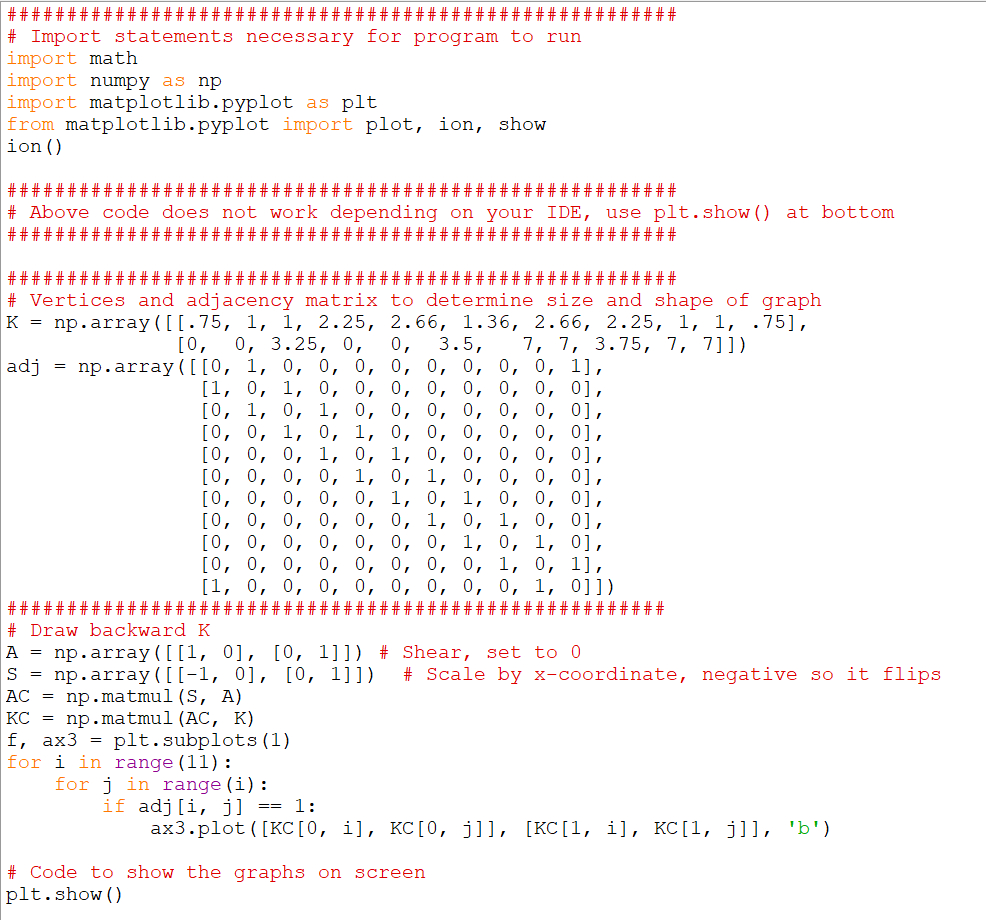 ########################################################
# Import statements necessary for program to run
import math
import numpy as np
import matplotlib.pyplot as plt
from matplotlib.pyplot import plot, ion, show
ion()
########################################################
# Above code does not work depending on your IDE, use plt.show() at bottom
########################################################
########################################################
# Vertices and adjacency matrix to determine size and shape of graph
K = np.array([[.75, 1, 1, 2.25, 2.66, 1.36, 2.66, 2.25, 1, 1, .75],
              [0,  0, 3.25, 0,  0,  3.5,   7, 7, 3.75, 7, 7]])
adj = np.array([[0, 1, 0, 0, 0, 0, 0, 0, 0, 0, 1],
                [1, 0, 1, 0, 0, 0, 0, 0, 0, 0, 0],
                [0, 1, 0, 1, 0, 0, 0, 0, 0, 0, 0],
                [0, 0, 1, 0, 1, 0, 0, 0, 0, 0, 0],
                [0, 0, 0, 1, 0, 1, 0, 0, 0, 0, 0],
                [0, 0, 0, 0, 1, 0, 1, 0, 0, 0, 0],
                [0, 0, 0, 0, 0, 1, 0, 1, 0, 0, 0],
                [0, 0, 0, 0, 0, 0, 1, 0, 1, 0, 0],
                [0, 0, 0, 0, 0, 0, 0, 1, 0, 1, 0],
                [0, 0, 0, 0, 0, 0, 0, 0, 1, 0, 1],
                [1, 0, 0, 0, 0, 0, 0, 0, 0, 1, 0]])
#######################################################
# Draw backward K
A = np.array([[1, 0], [0, 1]]) # Shear, set to 0
S = np.array([[-1, 0], [0, 1]])  # Scale by x-coordinate, negative so it flips
AC = np.matmul(S, A)
KC = np.matmul(AC, K)
f, ax3 = plt.subplots(1)
for i in range(11):
    for j in range(i):
        if adj[i, j] == 1:
            ax3.plot([KC[0, i], KC[0, j]], [KC[1, i], KC[1, j]], 'b')
# Code to show the graphs on screen
plt.show()